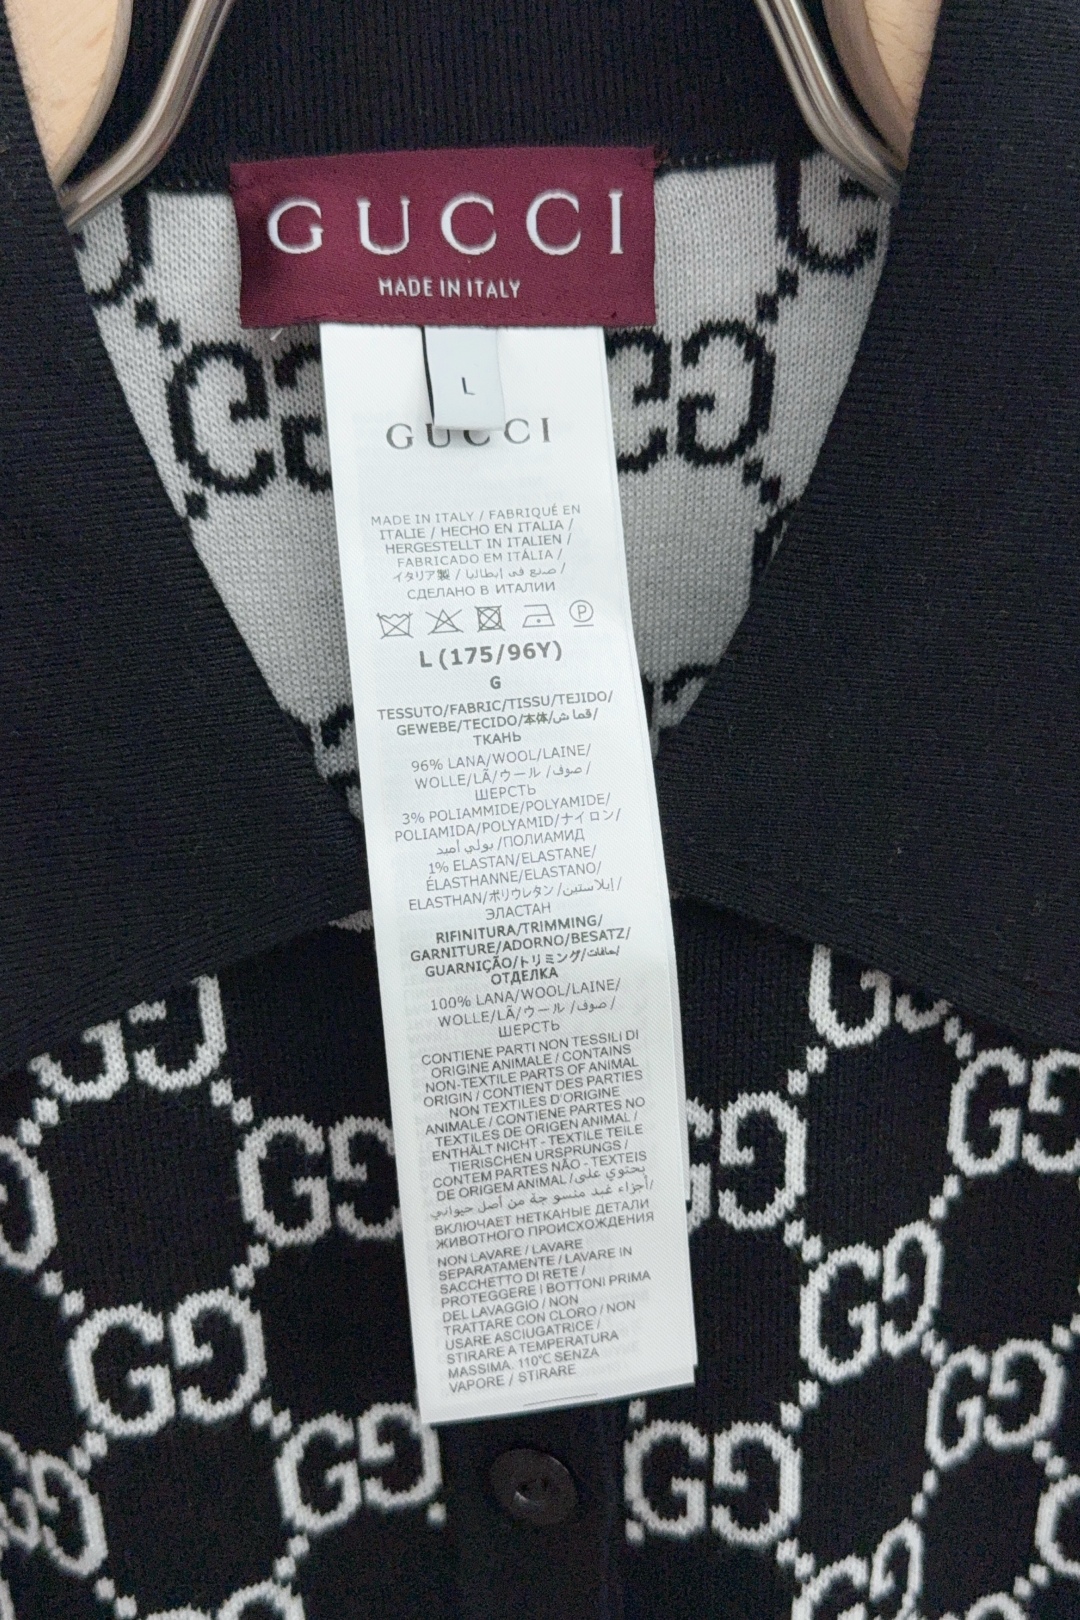 GUCCI
MADE IN ITALY
L
GUCCI
MADE IN ITALY / FABRIQUÉ EN
ITALIE / HECHO EN ITALIA /
HERGESTELLT IN ITALIEN /
FABRICADO EM ITÁLIA /
イタリア製 / صنع في إيطاليا /
СДЕЛАНО В ИТАЛИИ
P
L (175/96Y)
G
TESSUTO/FABRIC/TISSU/TEJIDO/
GEWEBE/TECIDO/本体/قماش/
ТКАНЬ
96% LANA/WOOL/LAINE/
WOLLE/LÃ/ウール /صوف/
ШЕРСТЬ
3% POLIAMMIDE/POLYAMIDE/
POLIAMIDA/POLYAMID/ナイロン/
بولي أميد/ПОЛИАМИД
1% ELASTAN/ELASTANE/
ÉLASTHANNE/ELASTANO/
ELASTHAN/ポリウレタン /إيلاستين/
ЭЛАСТАН
RIFINITURA/TRIMMING/
GARNITURE/ADORNO/BESATZ/
GUARNIÇÃO/トリミング/إضافات/
ОТДЕЛКА
100% LANA/WOOL/LAINE/
WOLLE/LÃ/ウール /صوف/
ШЕРСТЬ
CONTIENE PARTI NON TESSILI DI
ORIGINE ANIMALE / CONTAINS
NON-TEXTILE PARTS OF ANIMAL
ORIGIN / CONTIENT DES PARTIES
NON TEXTILES D'ORIGINE
ANIMALE / CONTIENE PARTES NO
TEXTILES DE ORIGEN ANIMAL /
ENTHÄLT NICHT - TEXTILE TEILE
TIERISCHEN URSPRUNGS /
CONTEM PARTES NÃO - TEXTEIS
DE ORIGEM ANIMAL /يحتوي على
أجزاء غير منسوجة من أصل حيواني/
ВКЛЮЧАЕТ НЕТКАНЫЕ ДЕТАЛИ
ЖИВОТНОГО ПРОИСХОЖДЕНИЯ
NON LAVARE / LAVARE
SEPARATAMENTE / LAVARE IN
SACCHETTO DI RETE /
PROTEGGERE I BOTTONI PRIMA
DEL LAVAGGIO / NON
TRATTARE CON CLORO / NON
USARE ASCIUGATRICE /
STIRARE A TEMPERATURA
MASSIMA. 110°C SENZA
VAPORE / STIRARE